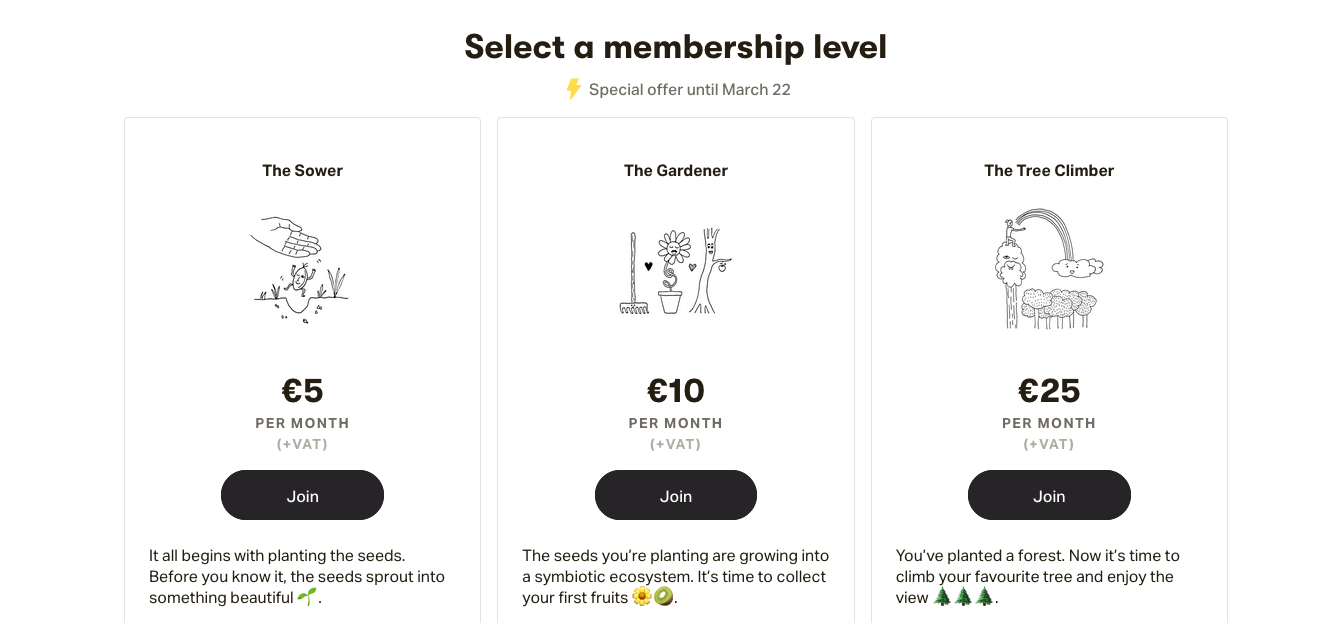 Select a membership level
⚡ Special offer until March 22
The Sower
€5
PER MONTH
(+VAT)
Join
It all begins with planting the seeds.
Before you know it, the seeds sprout into
something beautiful 🌱.
The Gardener
€10
PER MONTH
(+VAT)
Join
The seeds you’re planting are growing into
a symbiotic ecosystem. It’s time to collect
your first fruits 🌼🥝.
The Tree Climber
€25
PER MONTH
(+VAT)
Join
You’ve planted a forest. Now it’s time to
climb your favourite tree and enjoy the
view 🌲🌲🌲.